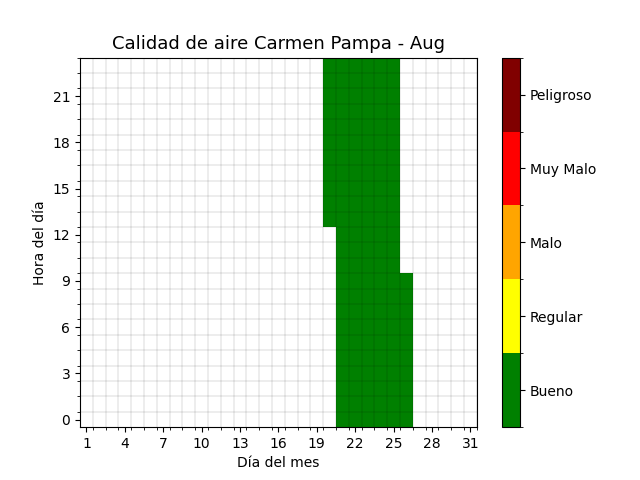 Calidad de aire Carmen Pampa - Aug
Hora del día
21
18
15
12
9
6
3
0
1 4 7 10 13 16 19 22 25 28 31
Día del mes
Peligroso
Muy Malo
Malo
Regular
Bueno